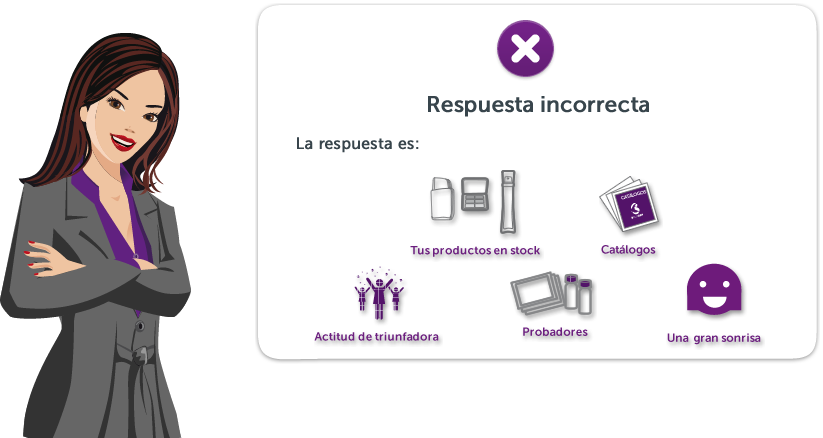 Respuesta incorrecta
La respuesta es:
CATÁLOGOS
Tus productos en stock
Catálogos
Actitud de triunfadora
Probadores
Una gran sonrisa